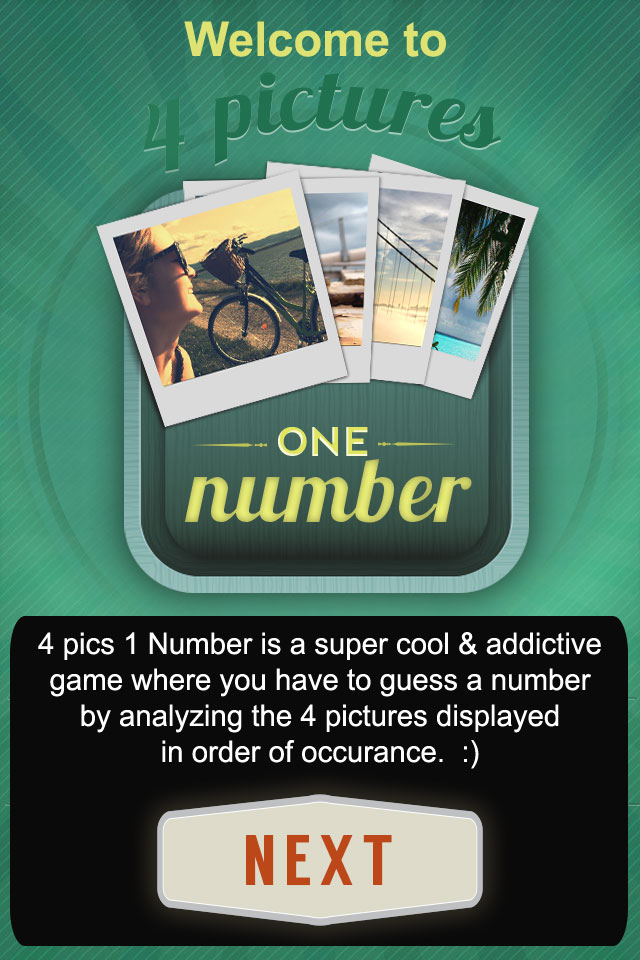 Welcome to
4 pictures
ONE
number
4 pics 1 Number is a super cool & addictive
game where you have to guess a number
by analyzing the 4 pictures displayed
in order of occurance.  :)
NEXT